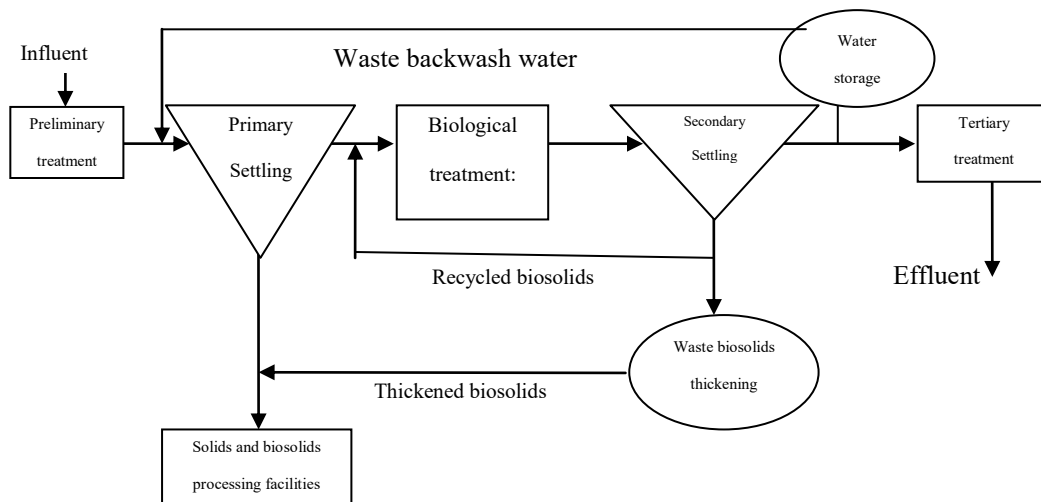 Influent
Waste backwash water
Water
storage
Preliminary
treatment
Primary
Settling
Biological
treatment:
Secondary
Settling
Tertiary
treatment
Recycled biosolids
Effluent
Waste biosolids
thickening
Thickened biosolids
Solids and biosolids
processing facilities